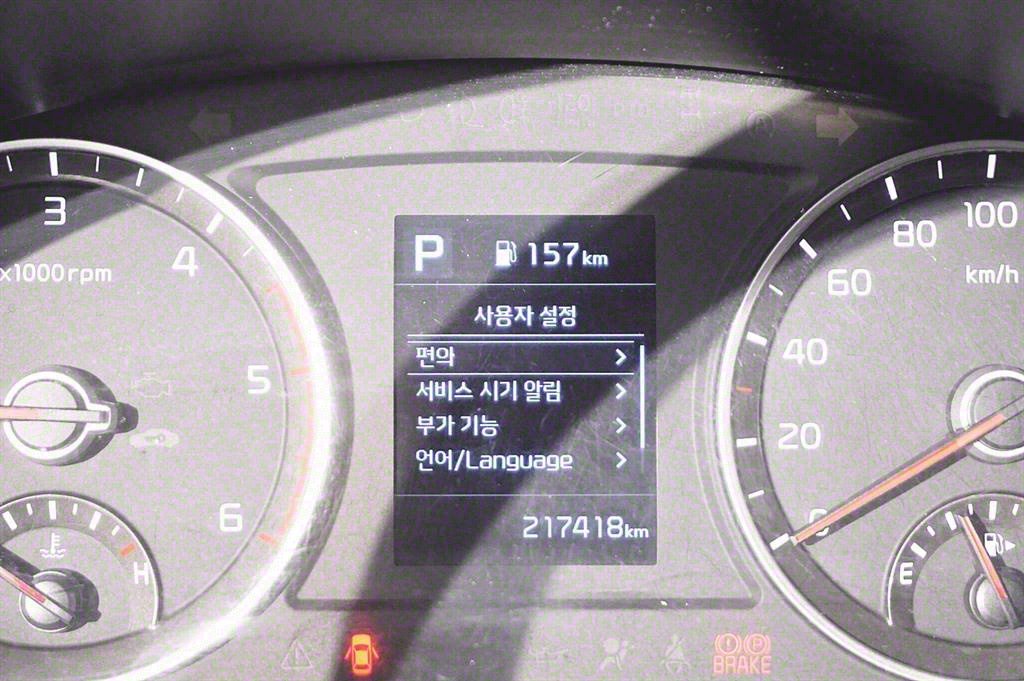 3
4
x1000rpm
5
6
H
P 157km
사용자 설정
편의
서비스 시기 알림
부가 기능
언어/Language
217418km
100
80
km/h
60
40
20
0
E
BRAKE